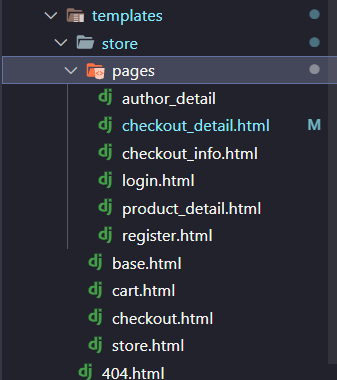 templates
store
pages
author_detail
checkout_detail.html M
checkout_info.html
login.html
product_detail.html
register.html
base.html
cart.html
checkout.html
store.html
404.html